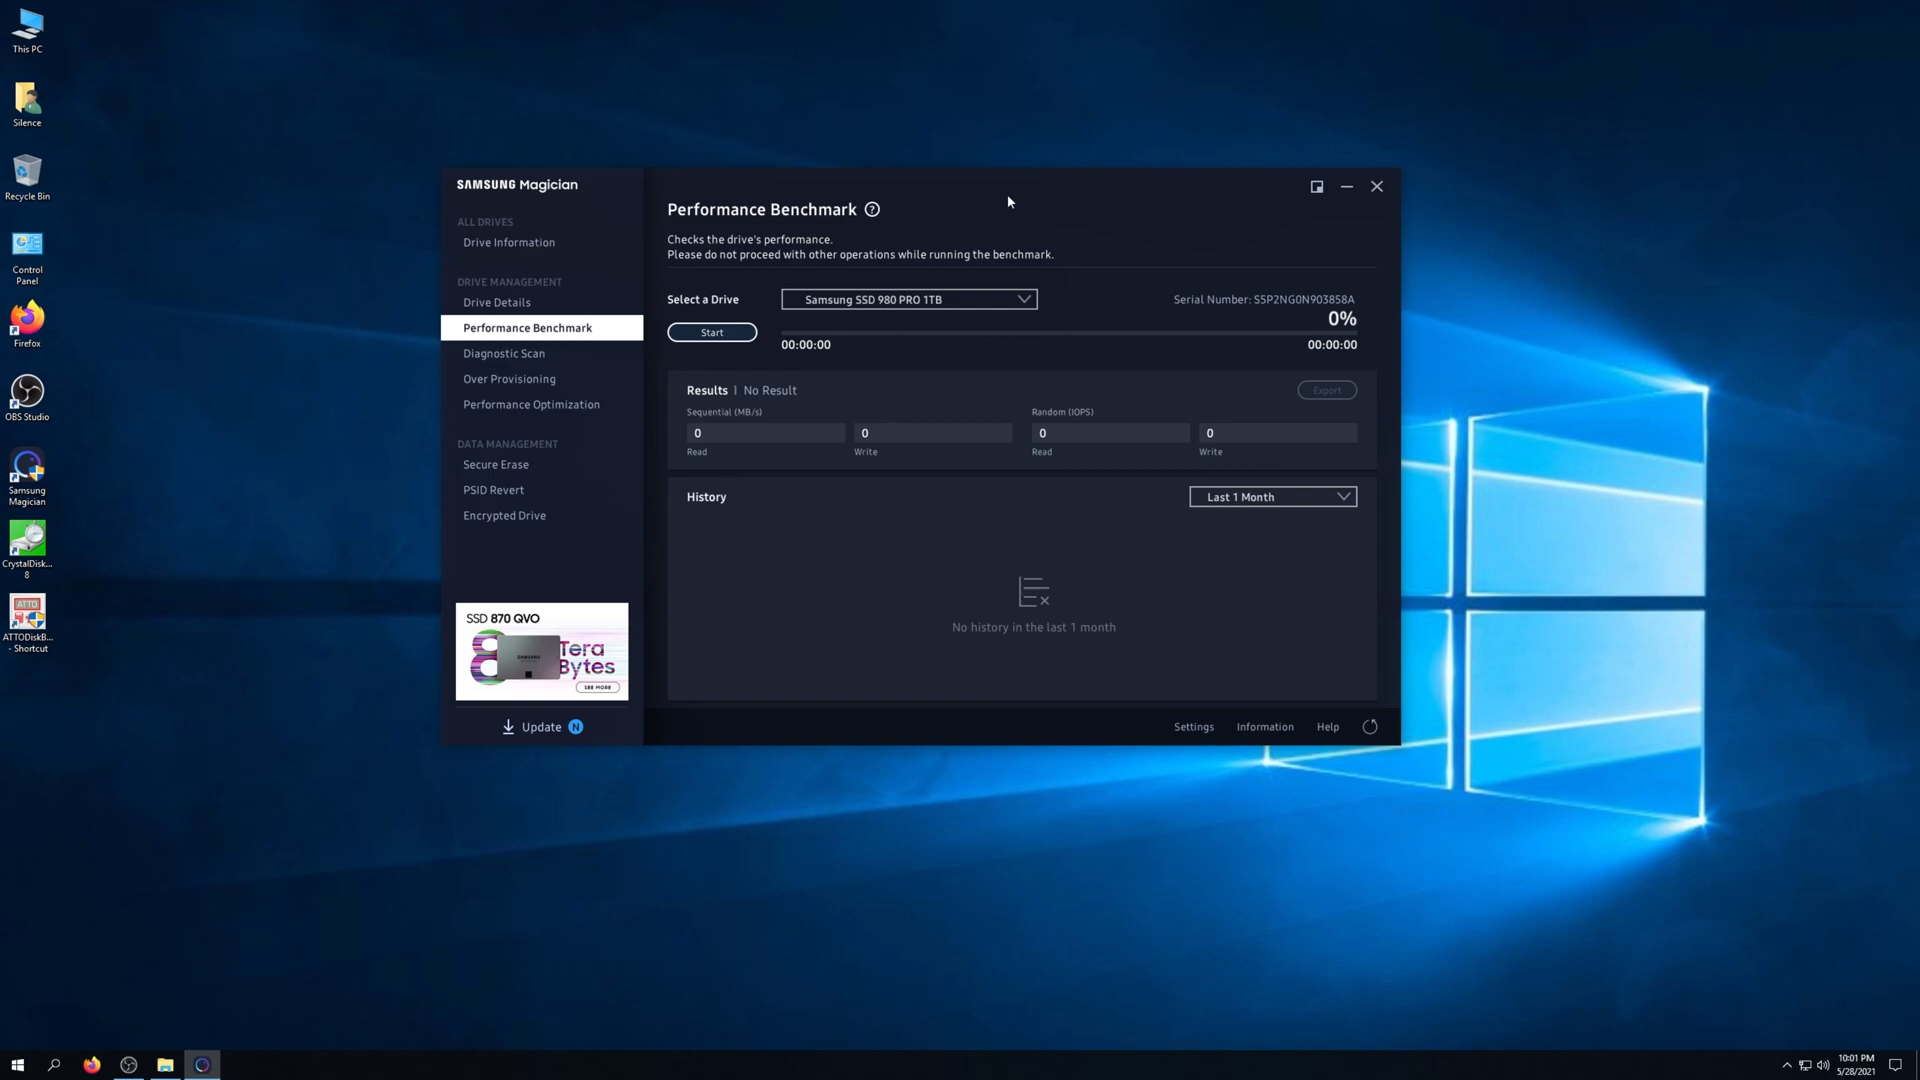 This PC
Silence
Recycle Bin
Control
Panel
Firefox
OBS Studio
Samsung
Magician
CrystalDisk...
8
ATTO
ATTODiskB...
- Shortcut
SAMSUNG Magician
ALL DRIVES
Drive Information
DRIVE MANAGEMENT
Drive Details
Performance Benchmark
Diagnostic Scan
Over Provisioning
Performance Optimization
DATA MANAGEMENT
Secure Erase
PSID Revert
Encrypted Drive
SSD 870 QVO
8 Tera
Bytes
SAMSUNG
SEE MORE
Update N
Performance Benchmark ?
Checks the drive's performance.
Please do not proceed with other operations while running the benchmark.
Select a Drive Samsung SSD 980 PRO 1TB Serial Number: S5P2NG0N903858A
0%
Start
00:00:00 00:00:00
Results | No Result Export
Sequential (MB/s) Random (IOPS)
0 0 0 0
Read Write Read Write
History Last 1 Month
No history in the last 1 month
Settings Information Help
10:01 PM
5/28/2021